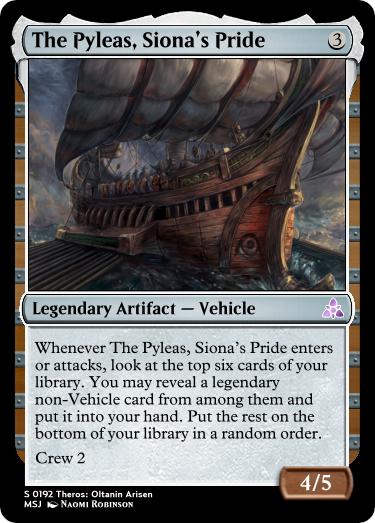 The Pyleas, Siona's Pride 3
Legendary Artifact — Vehicle
Whenever The Pyleas, Siona's Pride enters
or attacks, look at the top six cards of your
library. You may reveal a legendary
non-Vehicle card from among them and
put it into your hand. Put the rest on the
bottom of your library in a random order.
Crew 2
4/5
S 0192 Theros: Oltanin Arisen
MSJ Naomi Robinson